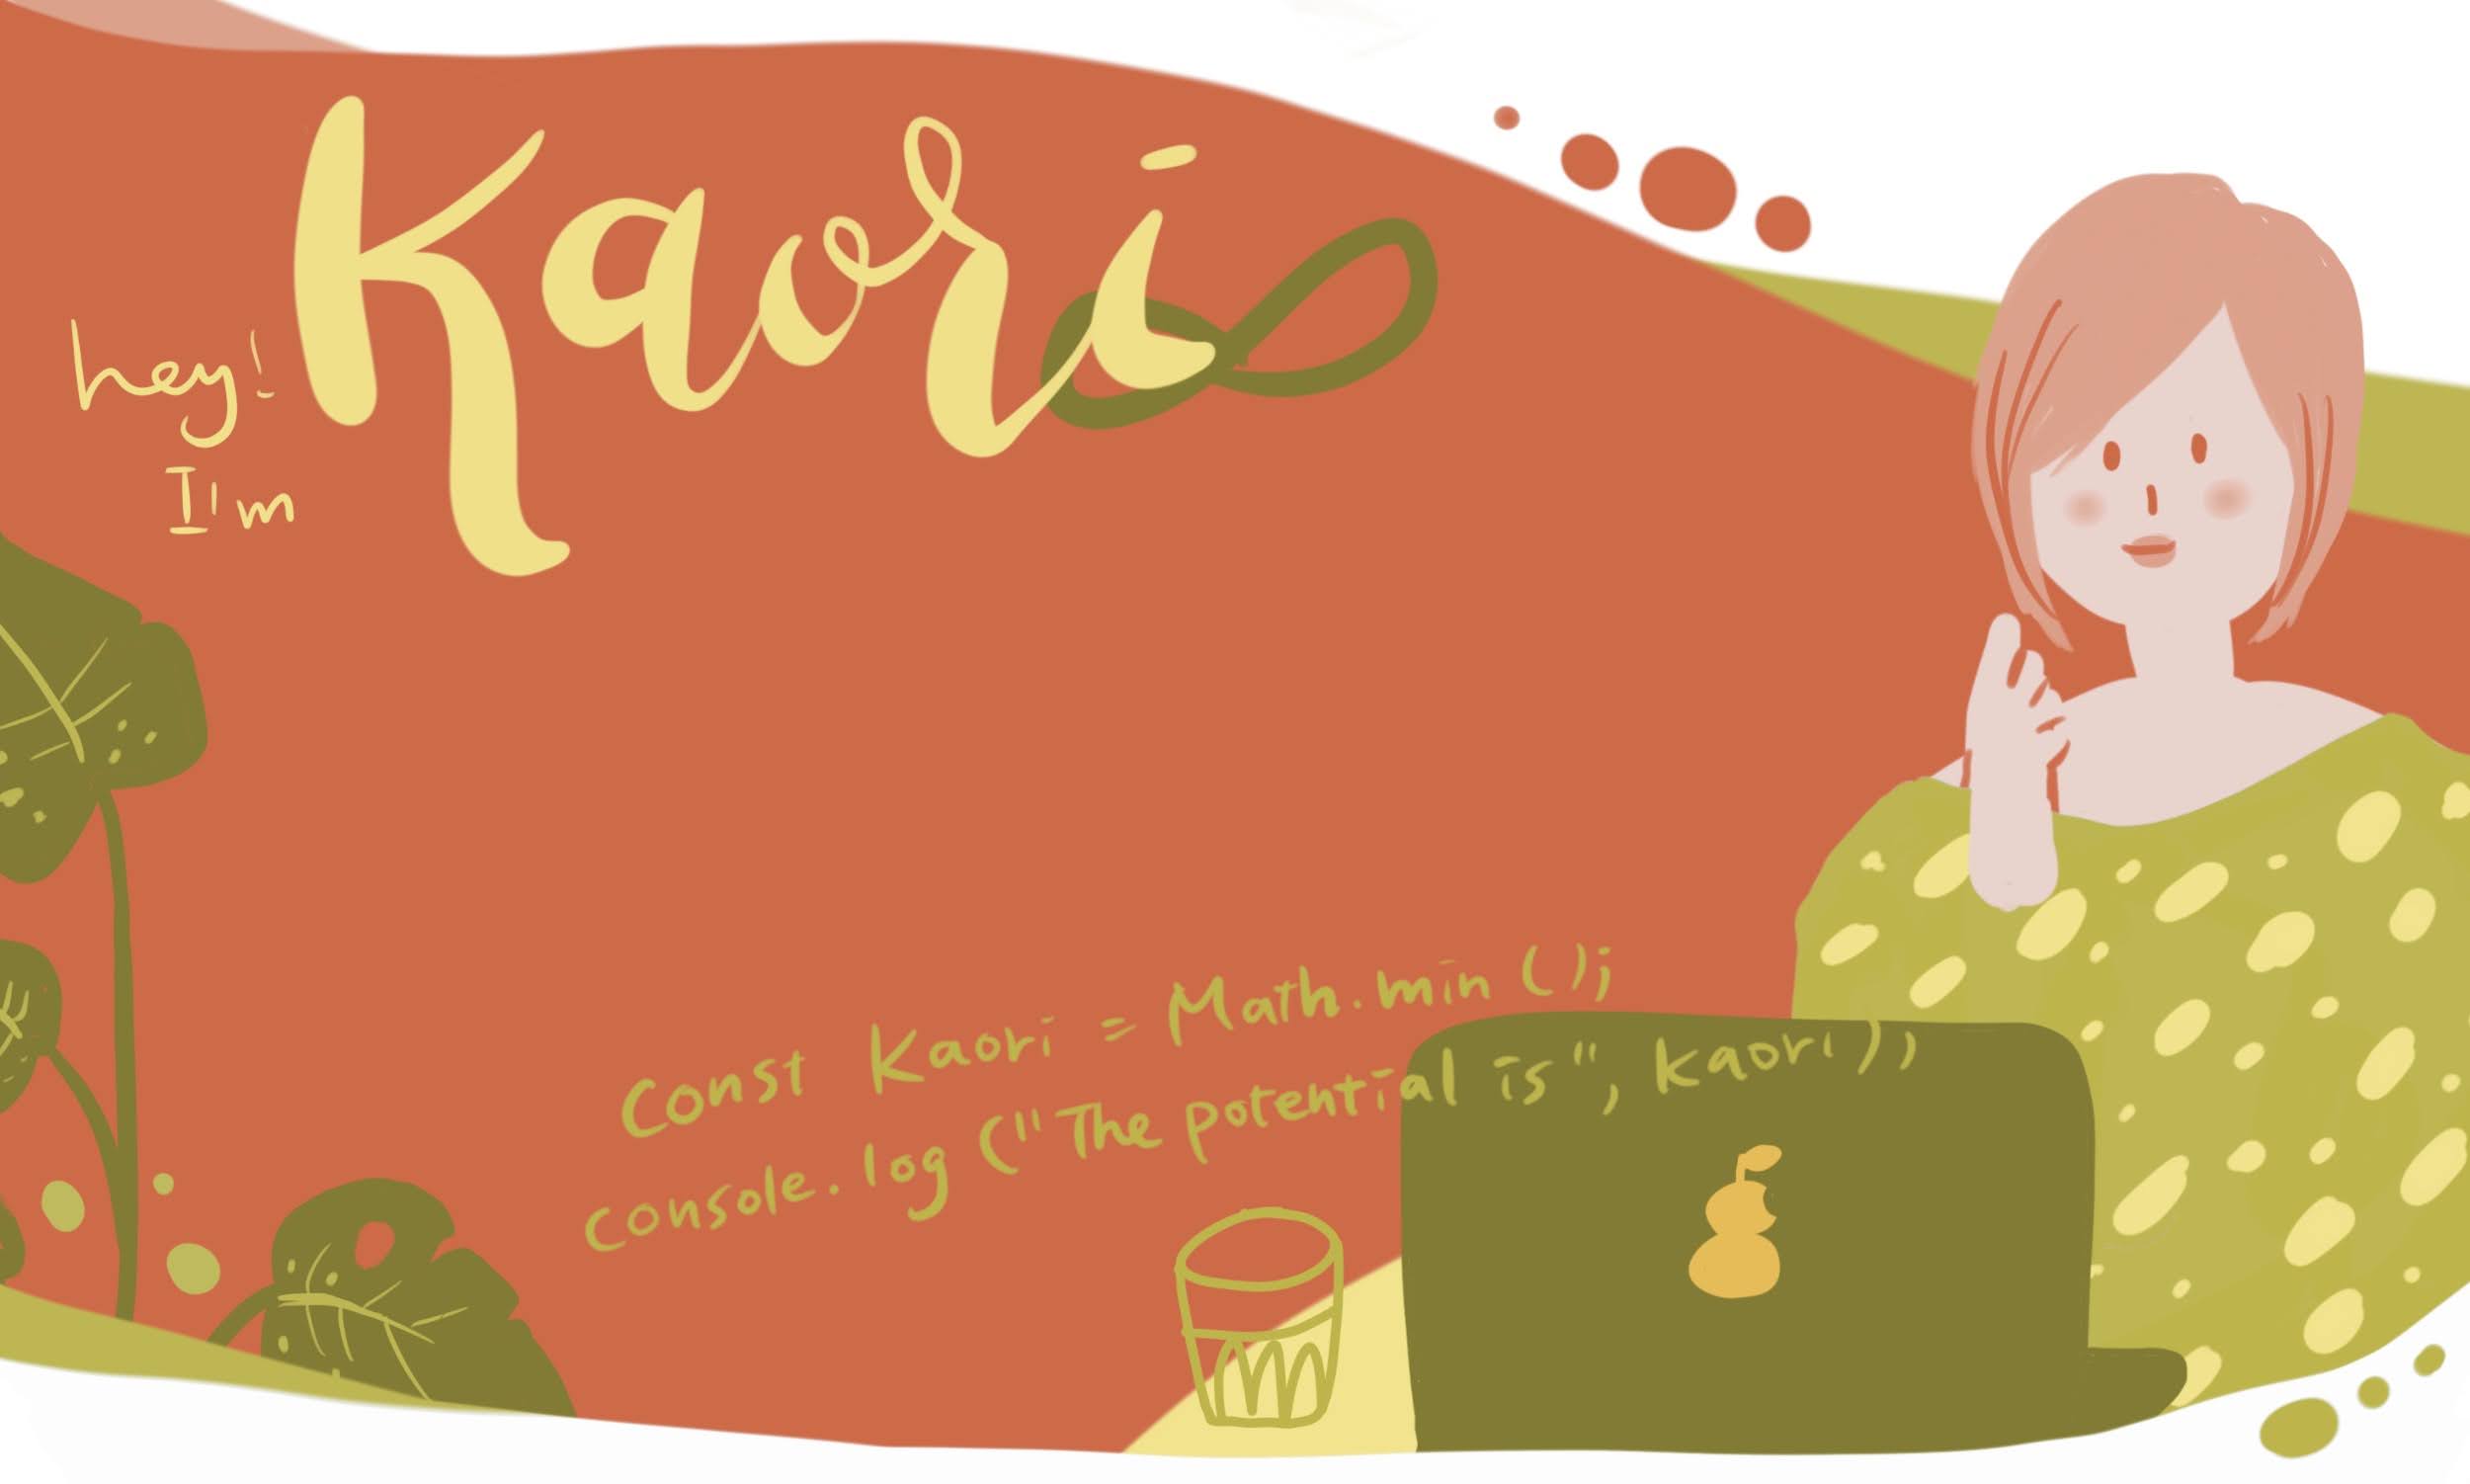 hey!
I'm
Kaori
Const Kaori = Math.min ();
Console.log ("The potential is", Kaori))